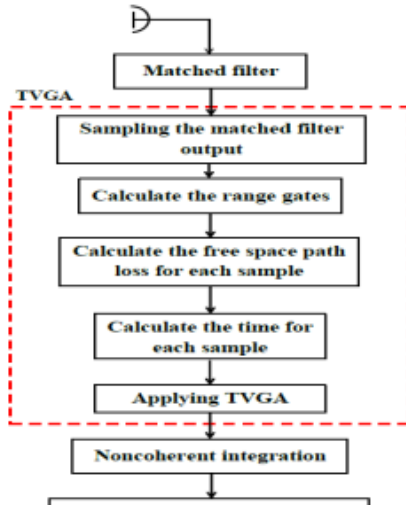 Matched filter
TVGA
Sampling the matched filter
output
Calculate the range gates
Calculate the free space path
loss for each sample
Calculate the time for
each sample
Applying TVGA
Noncoherent integration